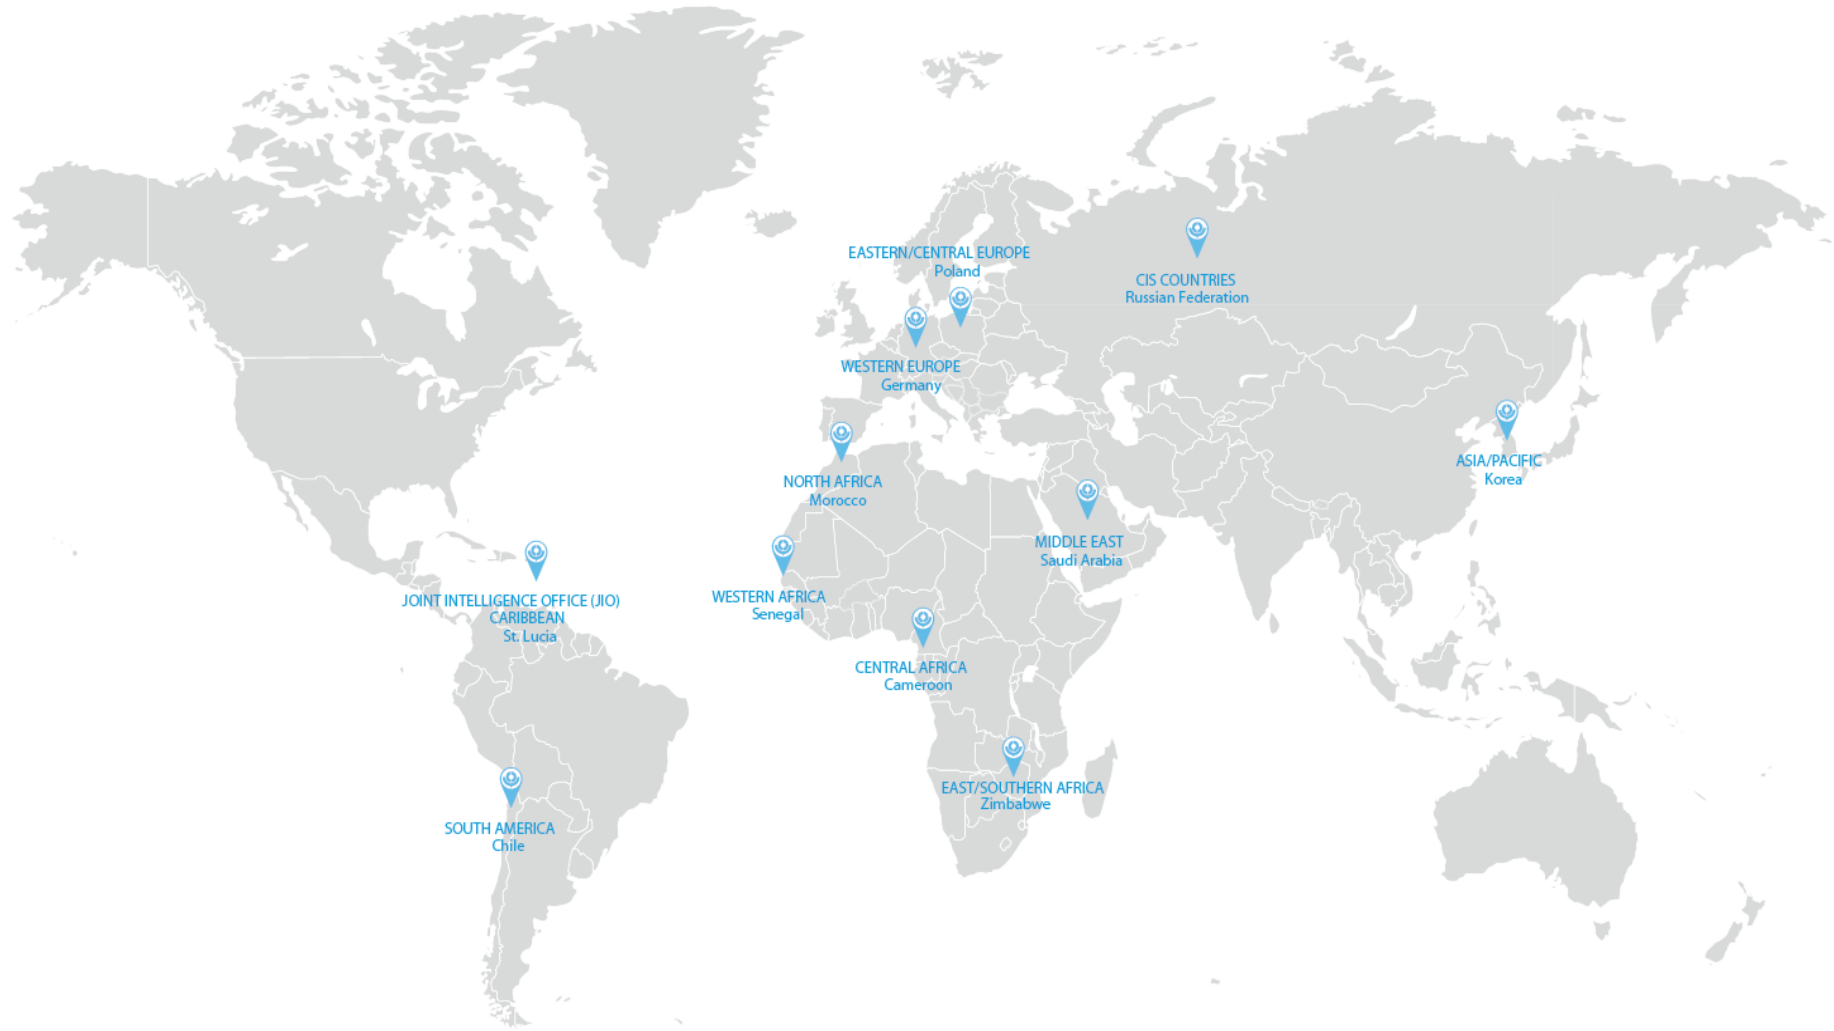 EASTERN/CENTRAL EUROPE
Poland
CIS COUNTRIES
Russian Federation
WESTERN EUROPE
Germany
ASIA/PACIFIC
Korea
NORTH AFRICA
Morocco
MIDDLE EAST
Saudi Arabia
WESTERN AFRICA
Senegal
JOINT INTELLIGENCE OFFICE (JIO)
CARIBBEAN
St. Lucia
CENTRAL AFRICA
Cameroon
EAST/SOUTHERN AFRICA
Zimbabwe
SOUTH AMERICA
Chile